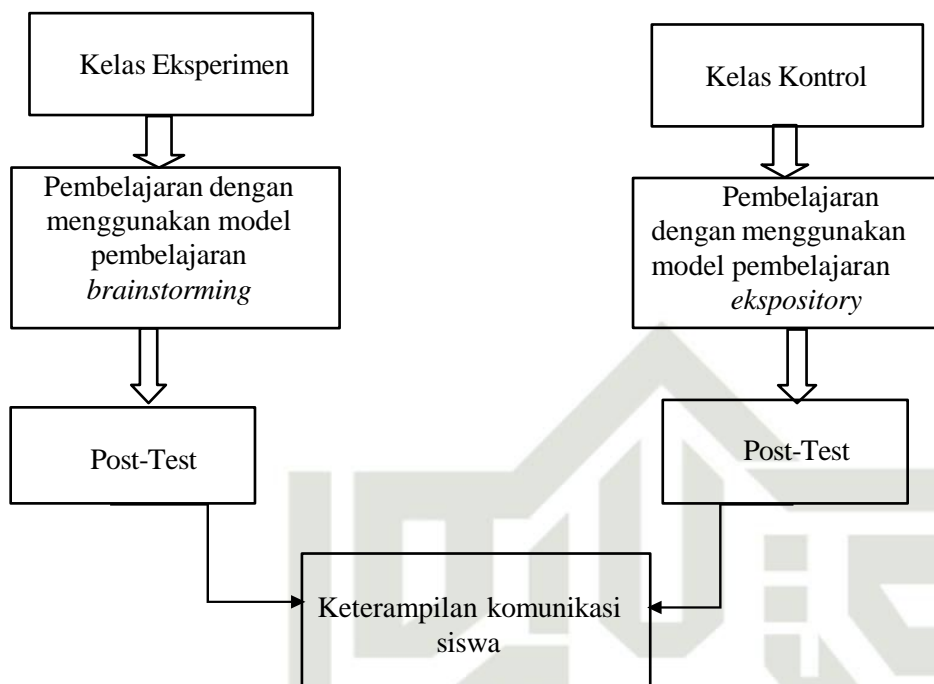 Kelas Eksperimen
Kelas Kontrol
Pembelajaran dengan
menggunakan model
pembelajaran
brainstorming
Pembelajaran
dengan menggunakan
model pembelajaran
ekspository
Post-Test
Post-Test
Keterampilan komunikasi
siswa